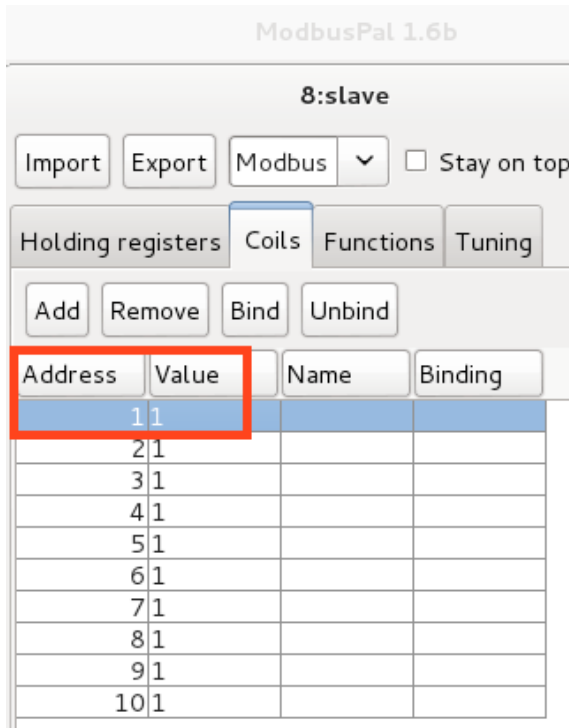 ModbusPal 1.6b
8:slave
Import Export Modbus Stay on top
Holding registers Coils Functions Tuning
Add Remove Bind Unbind
Address Value Name Binding
1 1
2 1
3 1
4 1
5 1
6 1
7 1
8 1
9 1
10 1